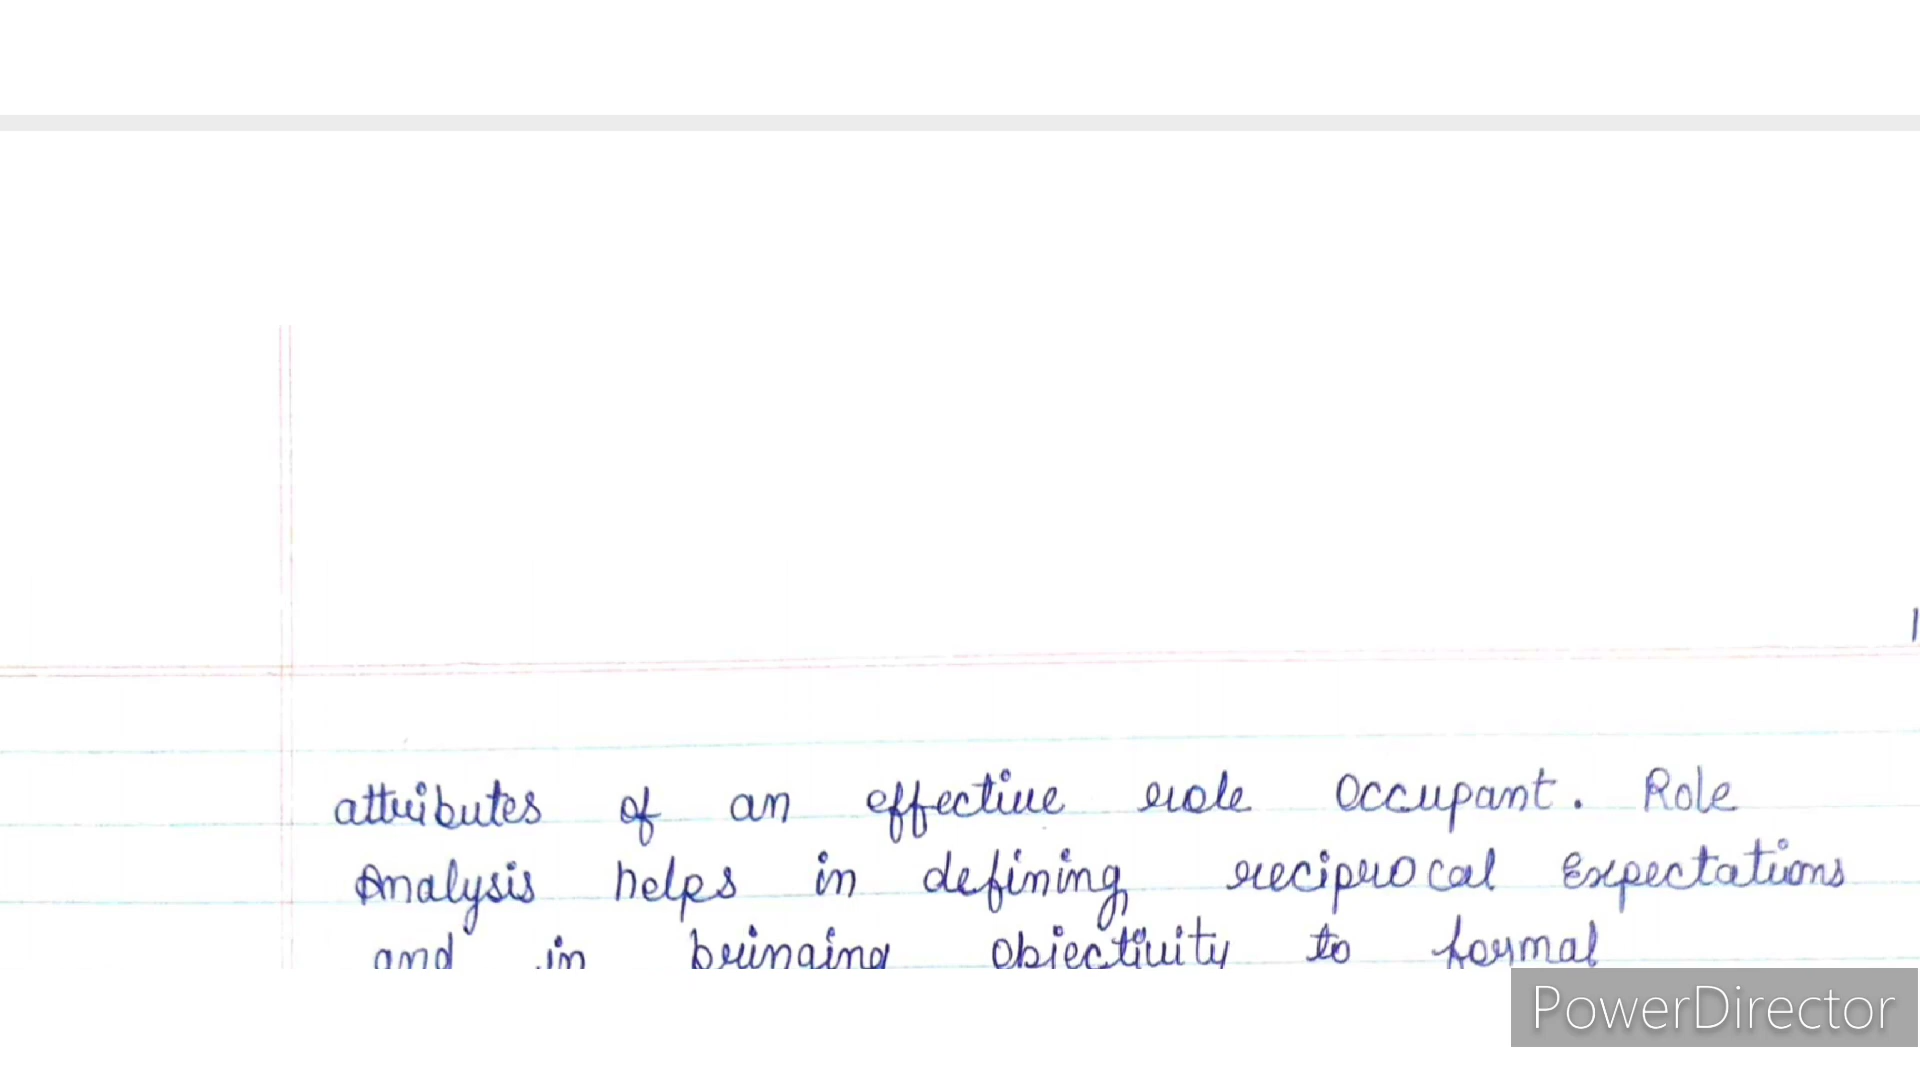 attributes of an effective role occupant. Role
Analysis helps in defining reciprocal Expectations
and in bringing objectivity to formal
PowerDirector